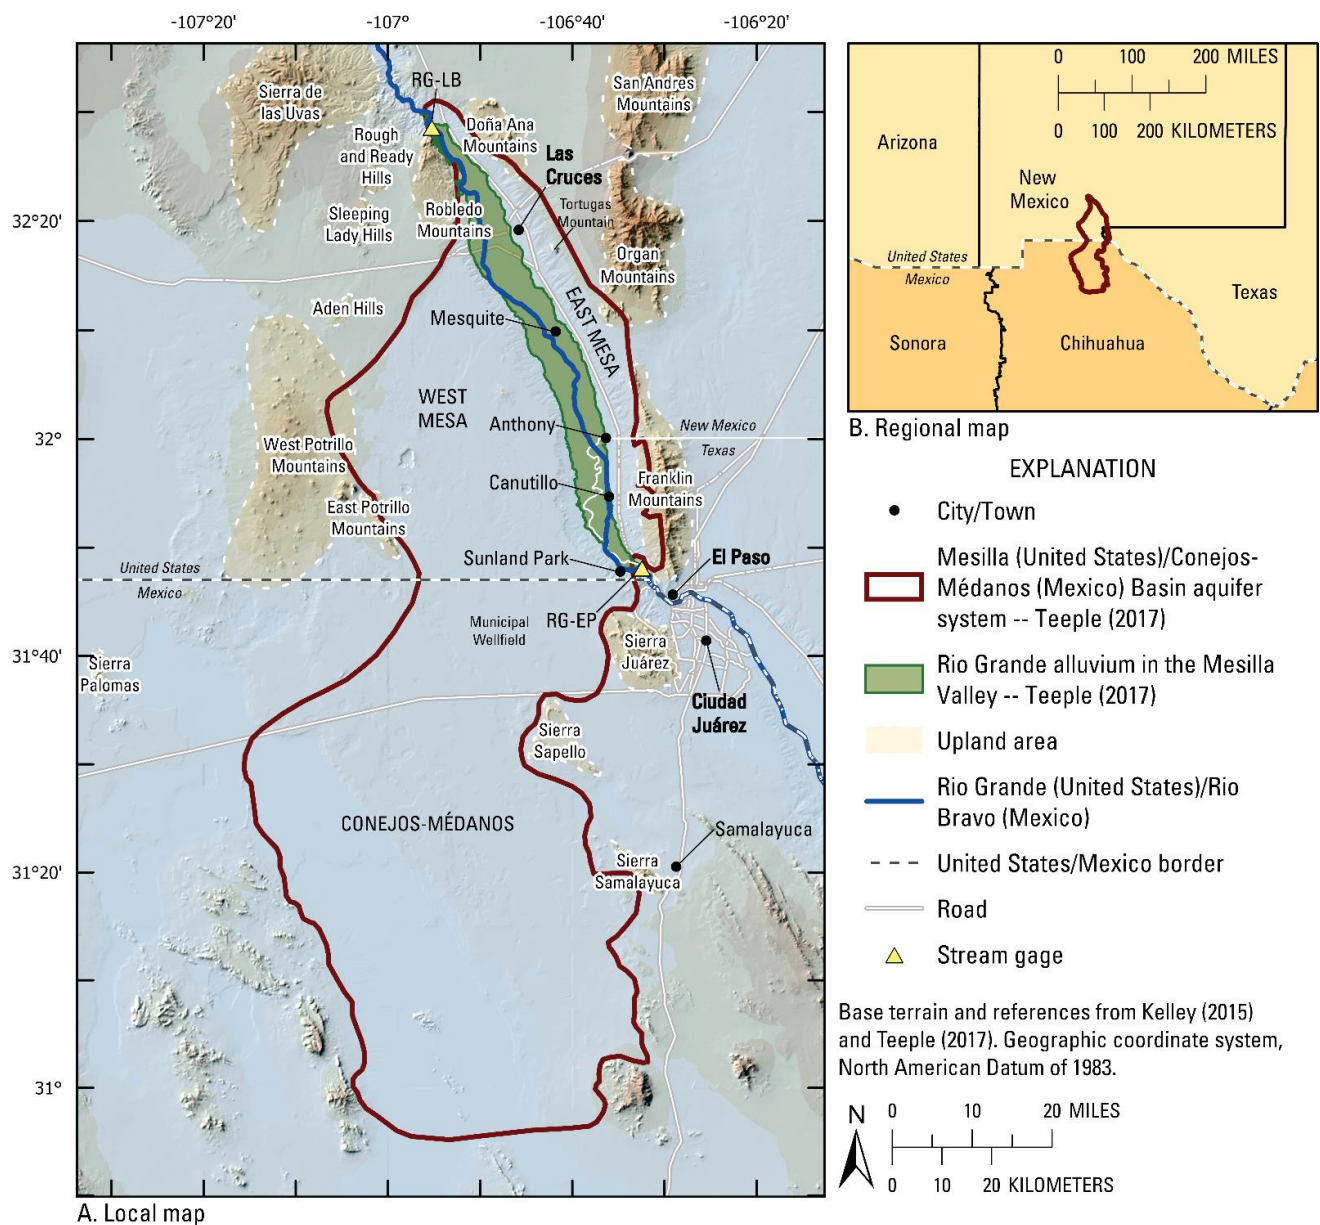 -107°20'
-107°
-106°40'
-106°20'
RG-LB
Sierra de
las Uvas
San Andres
Mountains
Doña Ana
Mountains
Rough
and Ready
Hills
Las
Cruces
32°20'
Sleeping
Lady Hills
Robledo
Mountains
Tortugas
Mountain
Organ
Mountains
Aden Hills
EAST MESA
Mesquite
WEST
MESA
32°
Anthony
New Mexico
Texas
West Potrillo
Mountains
Canutillo
Franklin
Mountains
East Potrillo
Mountains
Sunland Park
El Paso
United States
Mexico
Municipal
Wellfield
RG-EP
31°40'
Sierra
Palomas
Sierra
Juárez
Ciudad
Juárez
Sierra
Sapello
CONEJOS-MÉDANOS
Samalayuca
31°20'
Sierra
Samalayuca
31°
A. Local map
0 100 200 MILES
0 100 200 KILOMETERS
Arizona
New
Mexico
United States
Mexico
Texas
Sonora
Chihuahua
B. Regional map
EXPLANATION
City/Town
Mesilla (United States)/Conejos-
Médanos (Mexico) Basin aquifer
system -- Teeple (2017)
Rio Grande alluvium in the Mesilla
Valley -- Teeple (2017)
Upland area
Rio Grande (United States)/Rio
Bravo (Mexico)
United States/Mexico border
Road
Stream gage
Base terrain and references from Kelley (2015)
and Teeple (2017). Geographic coordinate system,
North American Datum of 1983.
N
0 10 20 MILES
0 10 20 KILOMETERS